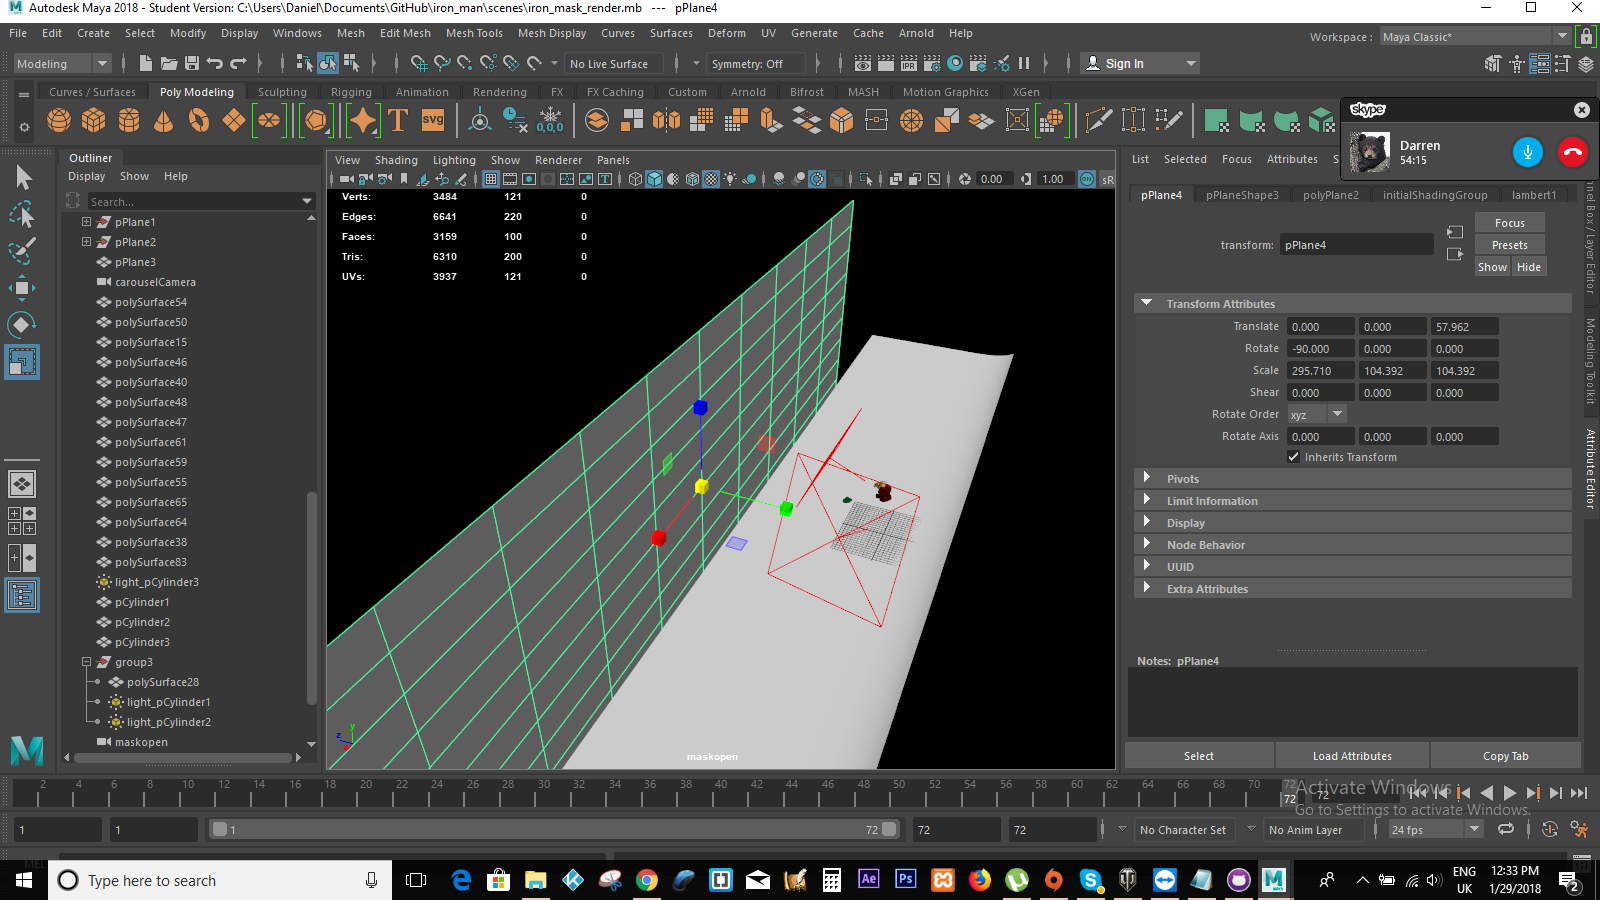 Autodesk Maya 2018 - Student Version: C:\Users\Daniel\Documents\GitHub\iron_man\scenes\iron_mask_render.mb --- pPlane4
File Edit Create Select Modify Display Windows Mesh Edit Mesh Mesh Tools Mesh Display Curves Surfaces Deform UV Generate Cache Arnold Help
Workspace : Maya Classic*
Modeling No Live Surface Symmetry: Off Sign In
Curves / Surfaces Poly Modeling Sculpting Rigging Animation Rendering FX FX Caching Custom Arnold Bifrost MASH Motion Graphics XGen
T SVG 0,0,0
skype
Darren
54:15
Outliner
Display Show Help
Search...
pPlane1
pPlane2
pPlane3
carouselCamera
polySurface54
polySurface50
polySurface15
polySurface46
polySurface40
polySurface48
polySurface47
polySurface61
polySurface59
polySurface55
polySurface65
polySurface64
polySurface38
polySurface83
light_pCylinder3
pCylinder1
pCylinder2
pCylinder3
group3
polySurface28
light_pCylinder1
light_pCylinder2
maskopen
View Shading Lighting Show Renderer Panels
0.00 1.00 ON sR
Verts: 3484 121 0
Edges: 6641 220 0
Faces: 3159 100 0
Tris: 6310 200 0
UVs: 3937 121 0
y
z
maskopen
List Selected Focus Attributes S
pPlane4 pPlaneShape3 polyPlane2 initialShadingGroup lambert1
transform: pPlane4
Focus
Presets
Show Hide
Transform Attributes
Translate 0.000 0.000 57.962
Rotate -90.000 0.000 0.000
Scale 295.710 104.392 104.392
Shear 0.000 0.000 0.000
Rotate Order xyz
Rotate Axis 0.000 0.000 0.000
Inherits Transform
Pivots
Limit Information
Display
Node Behavior
UUID
Extra Attributes
Notes: pPlane4
Select Load Attributes Copy Tab
nel Box / Layer Editor
Modeling Toolkit
Attribute Editor
2 4 6 8 10 12 14 16 18 20 22 24 26 28 30 32 34 36 38 40 42 44 46 48 50 52 54 56 58 60 62 64 66 68 70 72
72 72
Activate Windows
Go to Settings to activate Windows.
1 1 1 72 72 72 No Character Set No Anim Layer 24 fps
Type here to search
Ae Ps
ENG
UK
12:33 PM
1/29/2018
2